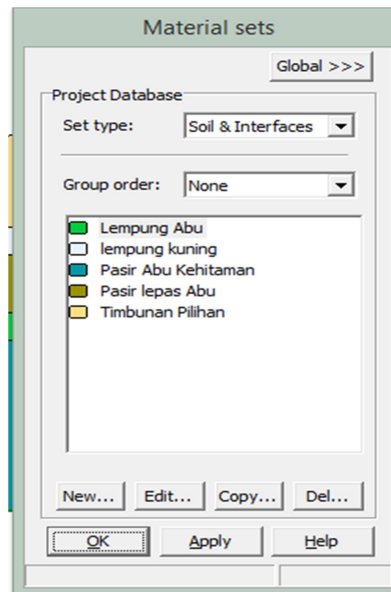 Material sets
Global >>>
Project Database
Set type: Soil & Interfaces
Group order: None
Lempung Abu
lempung kuning
Pasir Abu Kehitaman
Pasir lepas Abu
Timbunan Pilihan
New... Edit... Copy... Del...
OK Apply Help